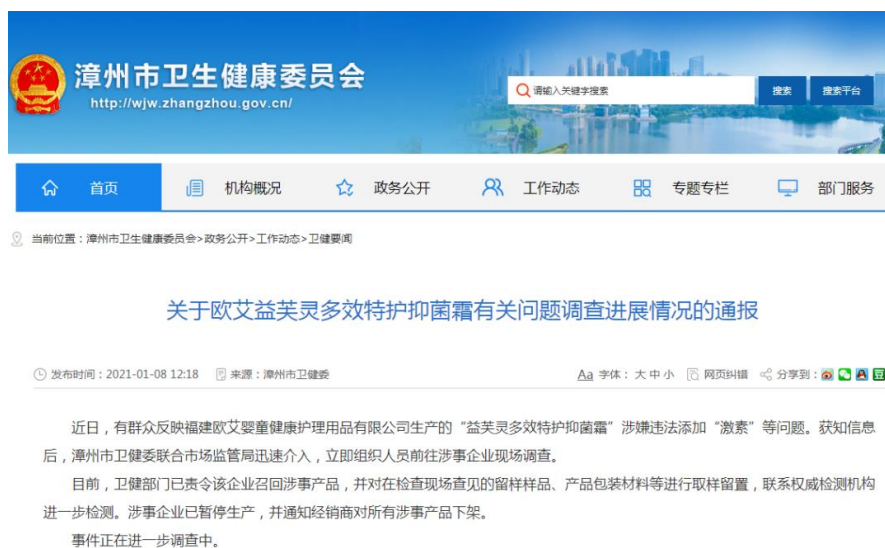 漳州市卫生健康委员会
http://wjw.zhangzhou.gov.cn/
请输入关键字搜索
搜索
搜索平台
首页
机构概况
政务公开
工作动态
专题专栏
部门服务
当前位置：漳州市卫生健康委员会>政务公开>工作动态>卫健要闻
关于欧艾益芙灵多效特护抑菌霜有关问题调查进展情况的通报
发布时间：2021-01-08 12:18 来源：漳州市卫健委 Aa 字体：大 中 小 网页纠错 分享到： 豆
近日，有群众反映福建欧艾婴童健康护理用品有限公司生产的“益芙灵多效特护抑菌霜”涉嫌违法添加“激素”等问题。获知信息
后，漳州市卫健委联合市场监管局迅速介入，立即组织人员前往涉事企业现场调查。
目前，卫健部门已责令该企业召回涉事产品，并对在检查现场查见的留样样品、产品包装材料等进行取样留置，联系权威检测机构
进一步检测。涉事企业已暂停生产，并通知经销商对所有涉事产品下架。
事件正在进一步调查中。